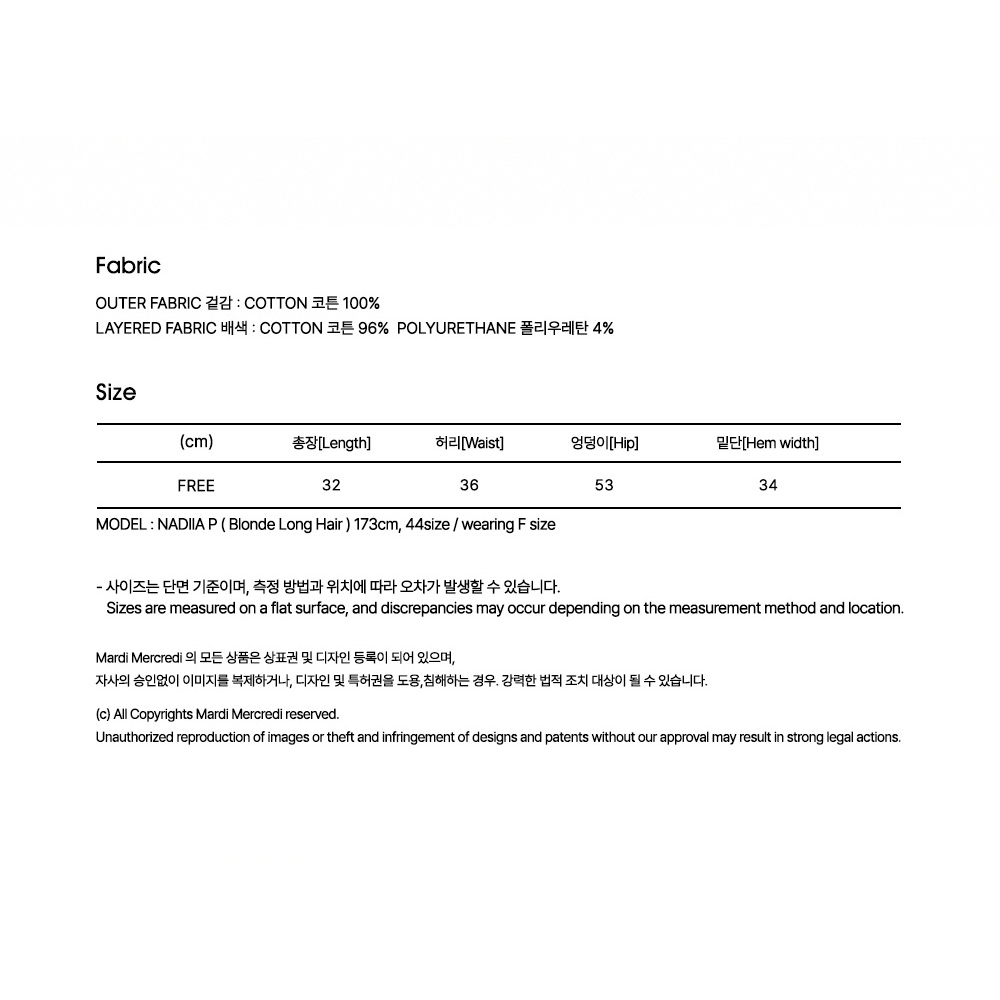 Fabric
OUTER FABRIC 겉감 : COTTON 코튼 100%
LAYERED FABRIC 배색 : COTTON 코튼 96% POLYURETHANE 폴리우레탄 4%
Size
(cm) 총장[Length] 허리[Waist] 엉덩이[Hip] 밑단[Hem width]
FREE 32 36 53 34
MODEL : NADIIA P ( Blonde Long Hair ) 173cm, 44size / wearing F size
- 사이즈는 단면 기준이며, 측정 방법과 위치에 따라 오차가 발생할 수 있습니다.
Sizes are measured on a flat surface, and discrepancies may occur depending on the measurement method and location.
Mardi Mercredi 의 모든 상품은 상표권 및 디자인 등록이 되어 있으며,
자사의 승인없이 이미지를 복제하거나, 디자인 및 특허권을 도용,침해하는 경우. 강력한 법적 조치 대상이 될 수 있습니다.
(c) All Copyrights Mardi Mercredi reserved.
Unauthorized reproduction of images or theft and infringement of designs and patents without our approval may result in strong legal actions.